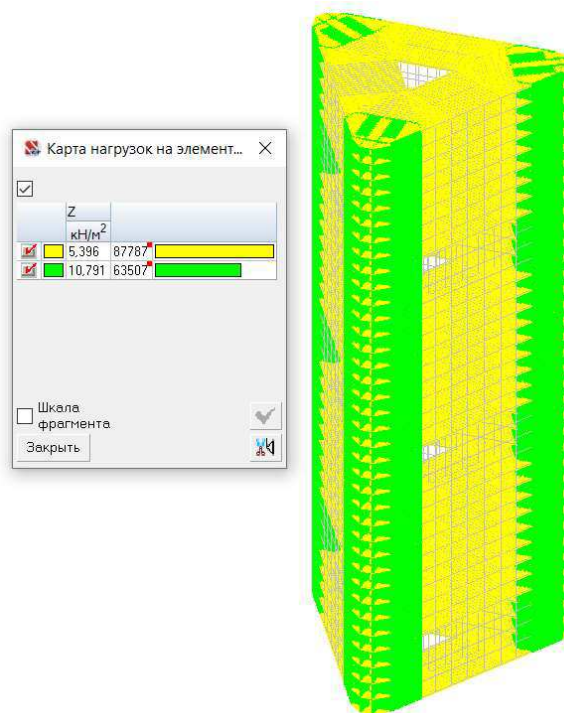 Карта нагрузок на элемент...
Z
кН/м²
5,396 87787
10,791 63507
Шкала
фрагмента
Закрыть